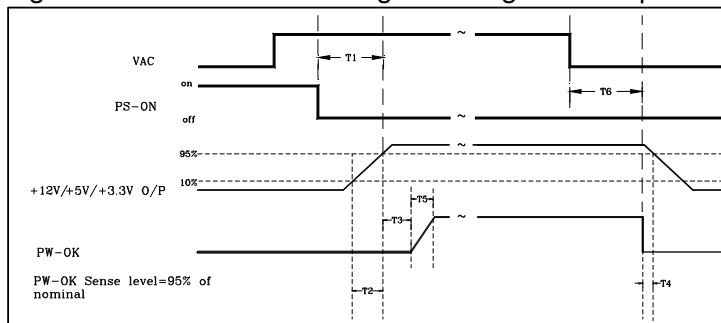 VAC
T1
T6
on
PS-ON
off
95%
10%
+12V/+5V/+3.3V O/P
T5
T3
PW-OK
PW-OK Sense level=95% of
nominal
T2
T4
~
~
~
~